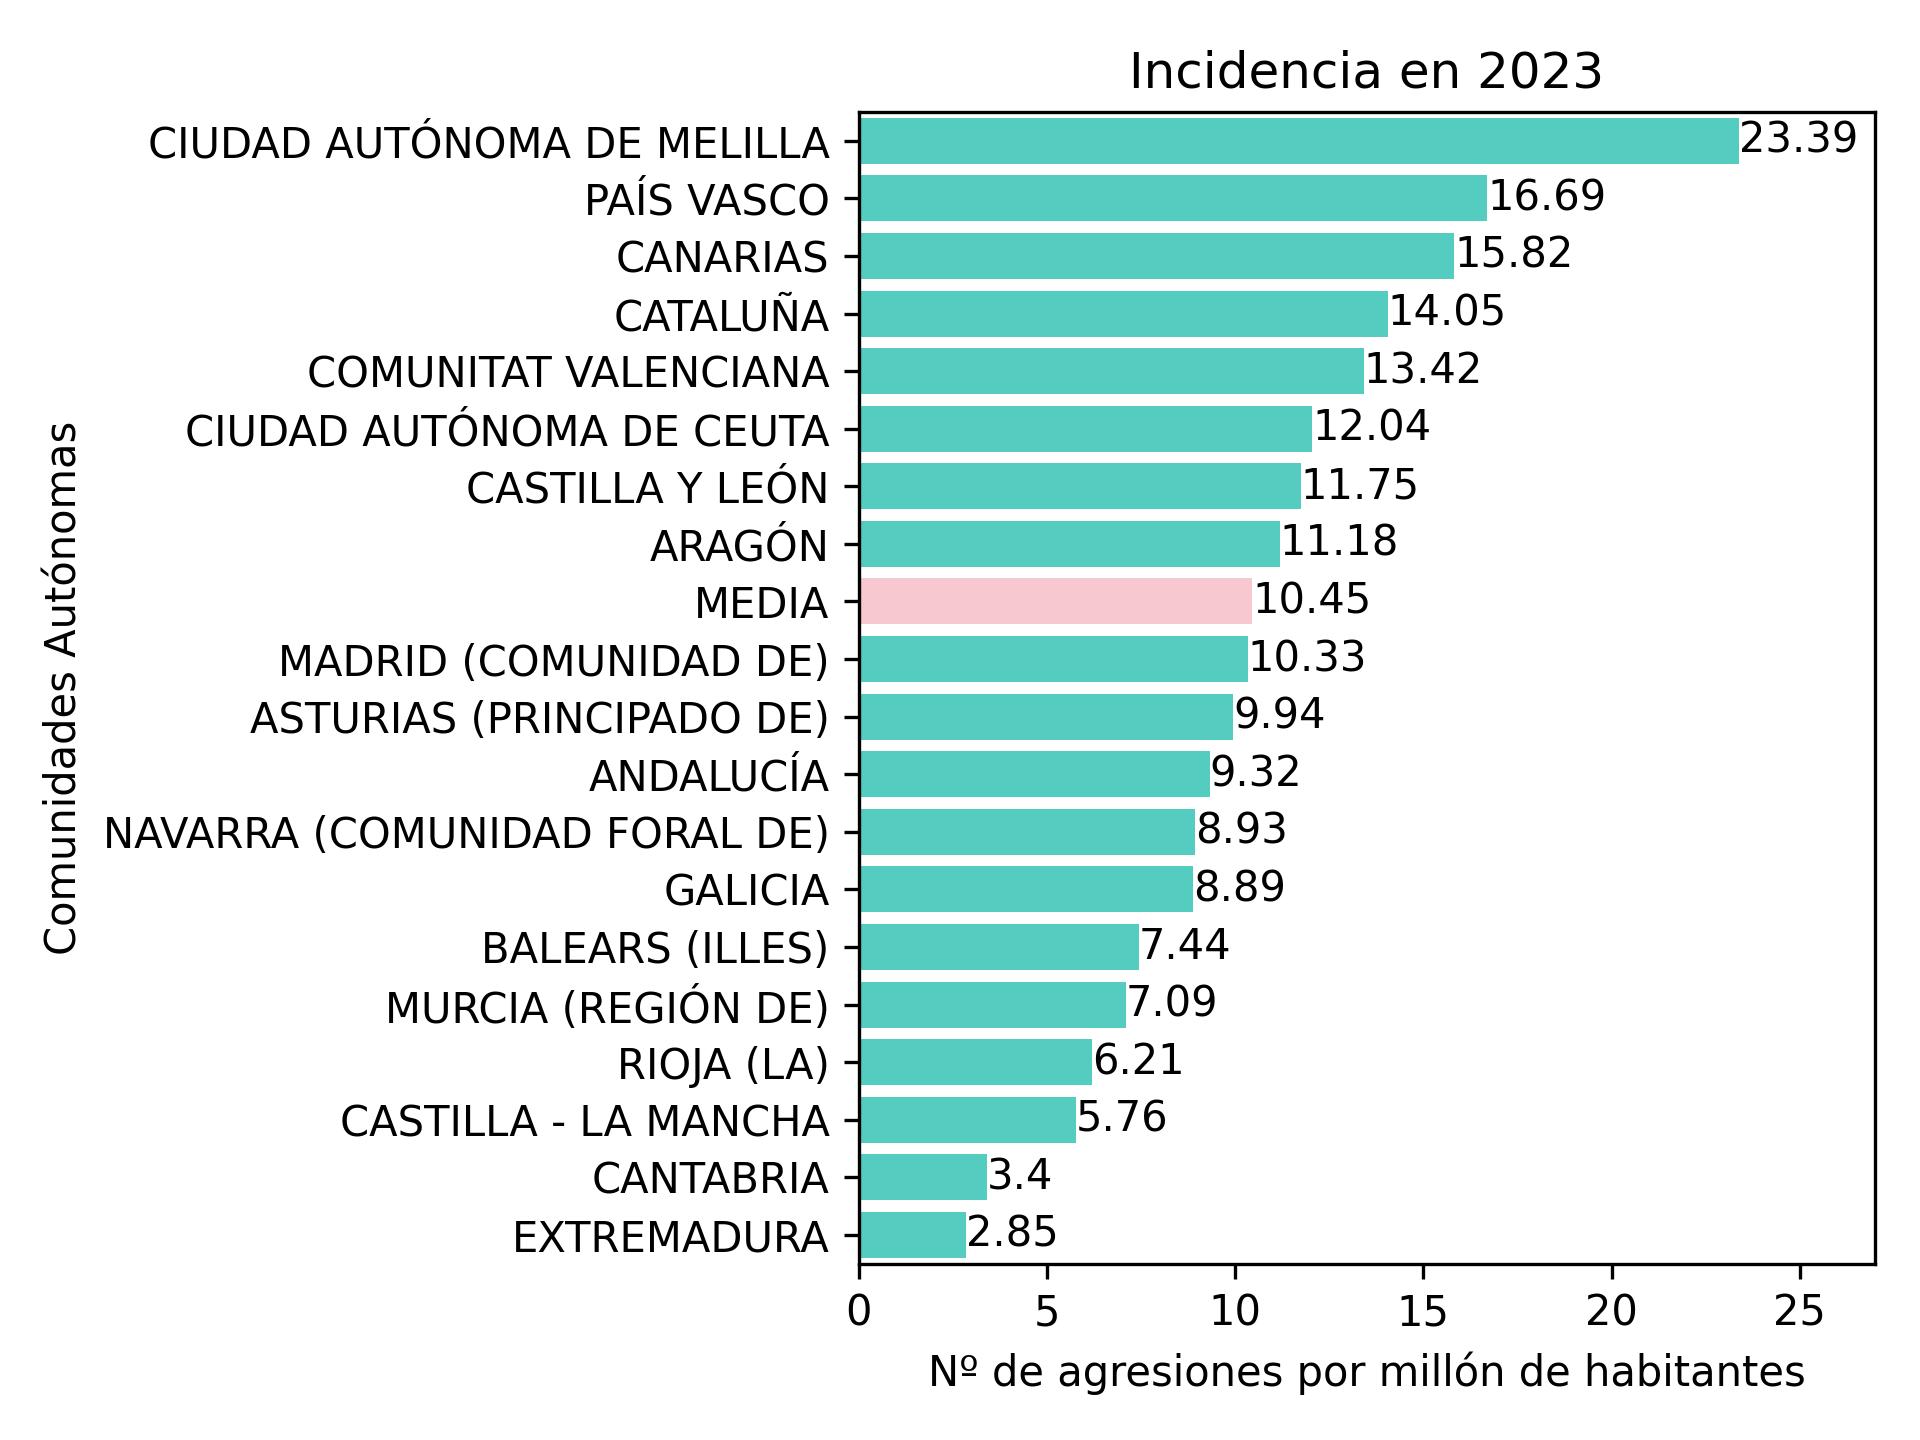 Incidencia en 2023
CIUDAD AUTÓNOMA DE MELILLA 23.39
PAÍS VASCO 16.69
CANARIAS 15.82
CATALUÑA 14.05
COMUNITAT VALENCIANA 13.42
CIUDAD AUTÓNOMA DE CEUTA 12.04
CASTILLA Y LEÓN 11.75
ARAGÓN 11.18
MEDIA 10.45
MADRID (COMUNIDAD DE) 10.33
ASTURIAS (PRINCIPADO DE) 9.94
ANDALUCÍA 9.32
NAVARRA (COMUNIDAD FORAL DE) 8.93
GALICIA 8.89
BALEARS (ILLES) 7.44
MURCIA (REGIÓN DE) 7.09
RIOJA (LA) 6.21
CASTILLA - LA MANCHA 5.76
CANTABRIA 3.4
EXTREMADURA 2.85
Comunidades Autónomas
0 5 10 15 20 25
Nº de agresiones por millón de habitantes